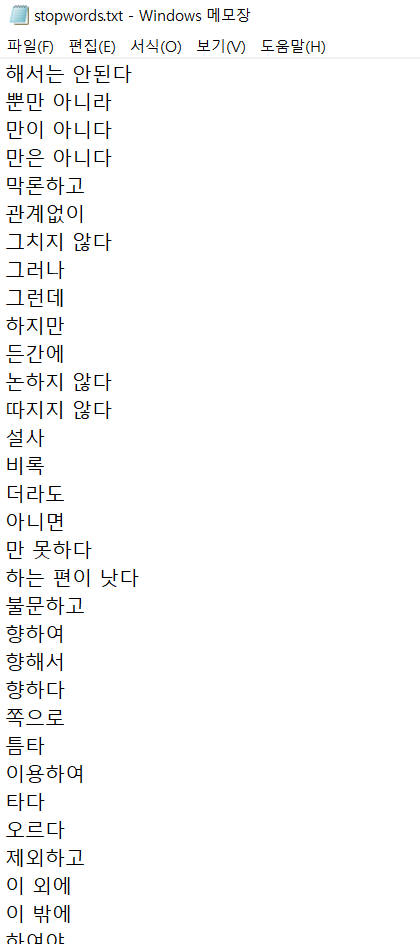 stopwords.txt - Windows 메모장
파일(F) 편집(E) 서식(O) 보기(V) 도움말(H)
해서는 안된다
뿐만 아니라
만이 아니다
만은 아니다
막론하고
관계없이
그치지 않다
그러나
그런데
하지만
든간에
논하지 않다
따지지 않다
설사
비록
더라도
아니면
만 못하다
하는 편이 낫다
불문하고
향하여
향해서
향하다
쪽으로
틈타
이용하여
타다
오르다
제외하고
이 외에
이 밖에
하여야